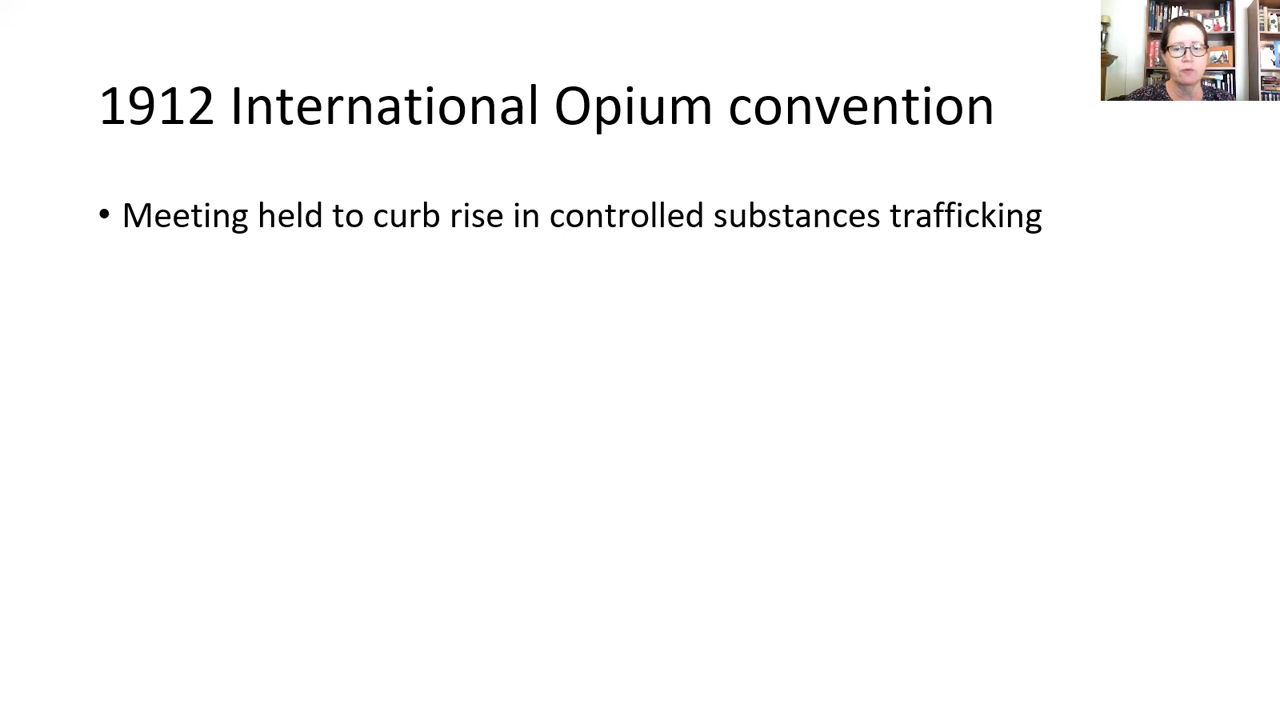 1912 International Opium convention
• Meeting held to curb rise in controlled substances trafficking